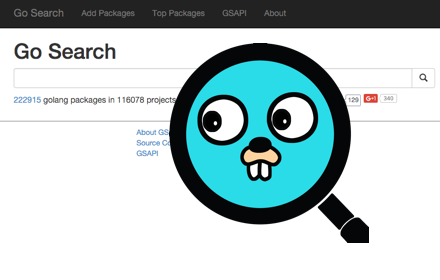 Go Search Add Packages Top Packages GSAPI About
Go Search
222915 golang packages in 116078 projects 129 G+1 340
About GS
Source Co
GSAPI